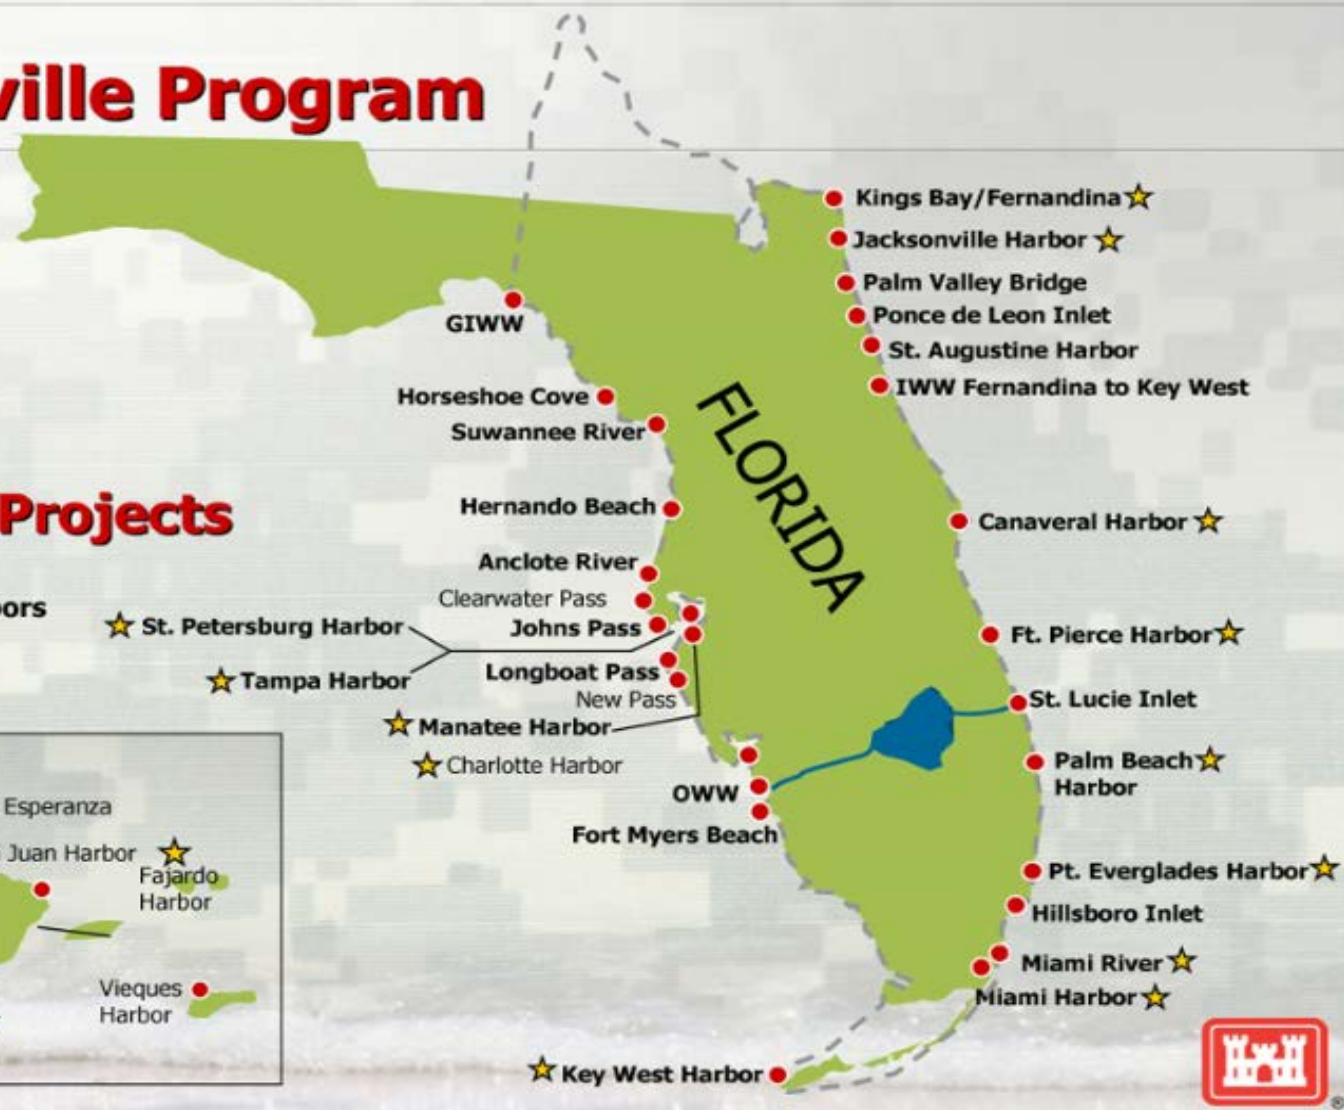 ville Program
Kings Bay/Fernandina
Jacksonville Harbor
Palm Valley Bridge
Ponce de Leon Inlet
GIWW
St. Augustine Harbor
IWW Fernandina to Key West
Horseshoe Cove
Suwannee River
FLORIDA
Hernando Beach
Projects
Canaveral Harbor
Anclote River
Clearwater Pass
oors
St. Petersburg Harbor
Johns Pass
Ft. Pierce Harbor
Tampa Harbor
Longboat Pass
New Pass
St. Lucie Inlet
Manatee Harbor
Charlotte Harbor
Palm Beach
Harbor
OWW
Fort Myers Beach
Esperanza
Juan Harbor
Fajardo
Harbor
Pt. Everglades Harbor
Hillsboro Inlet
Miami River
Miami Harbor
Vieques
Harbor
Key West Harbor
®